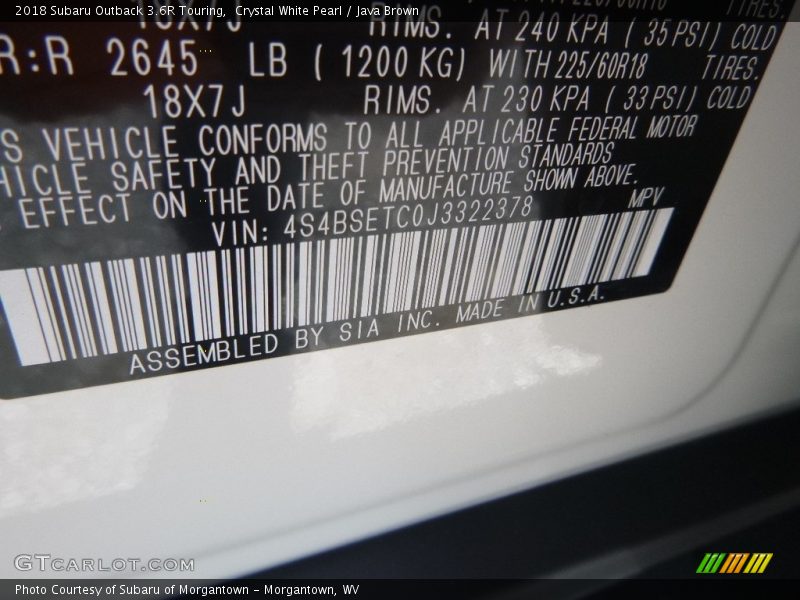 2018 Subaru Outback 3.6R Touring, Crystal White Pearl / Java Brown
18X7J RIMS. AT 240 KPA ( 35 PSI) COLD
R:R 2645 LB ( 1200 KG) WITH 225/60R18 TIRES.
18X7J RIMS. AT 230 KPA ( 33 PSI) COLD
S VEHICLE CONFORMS TO ALL APPLICABLE FEDERAL MOTOR
HICLE SAFETY AND THEFT PREVENTION STANDARDS
EFFECT ON THE DATE OF MANUFACTURE SHOWN ABOVE.
VIN: 4S4BSETC0J3322378 MPV
ASSEMBLED BY SIA INC. MADE IN U.S.A.
GTCARLOT.COM
Photo Courtesy of Subaru of Morgantown - Morgantown, WV